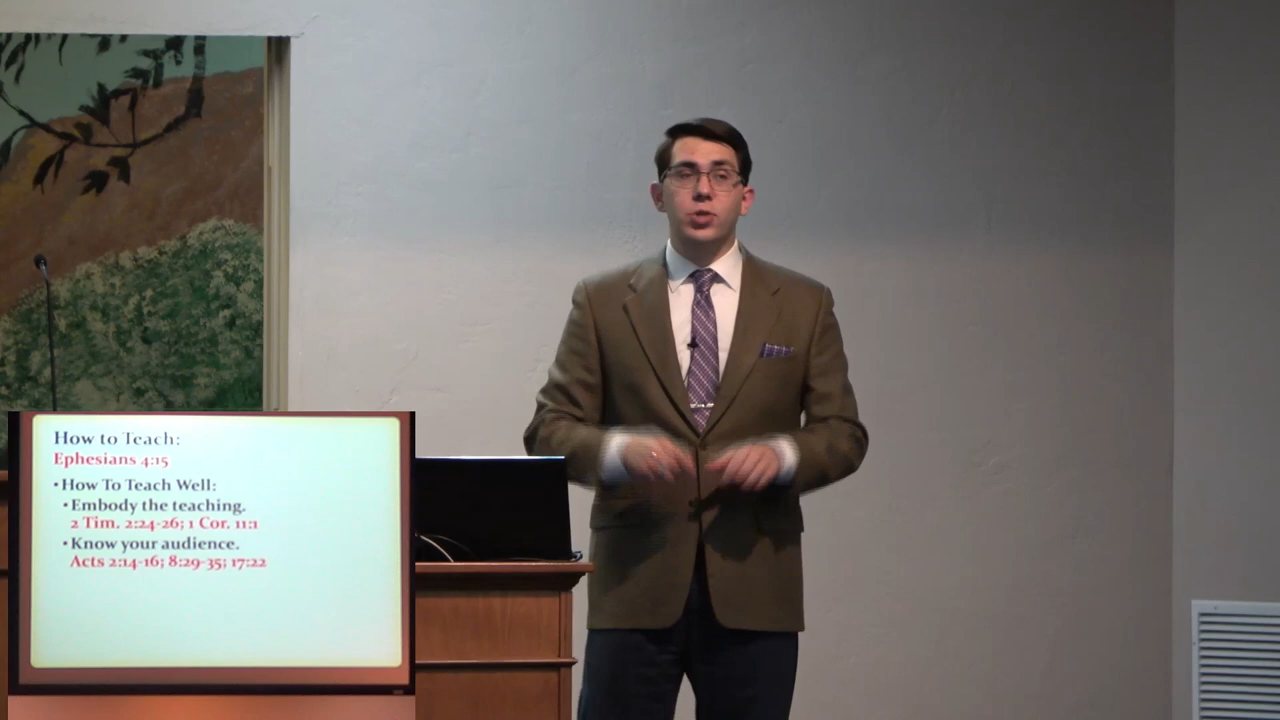 How to Teach:
Ephesians 4:15
•How To Teach Well:
•Embody the teaching.
2 Tim. 2:24-26; 1 Cor. 11:1
•Know your audience.
Acts 2:14-16; 8:29-35; 17:22